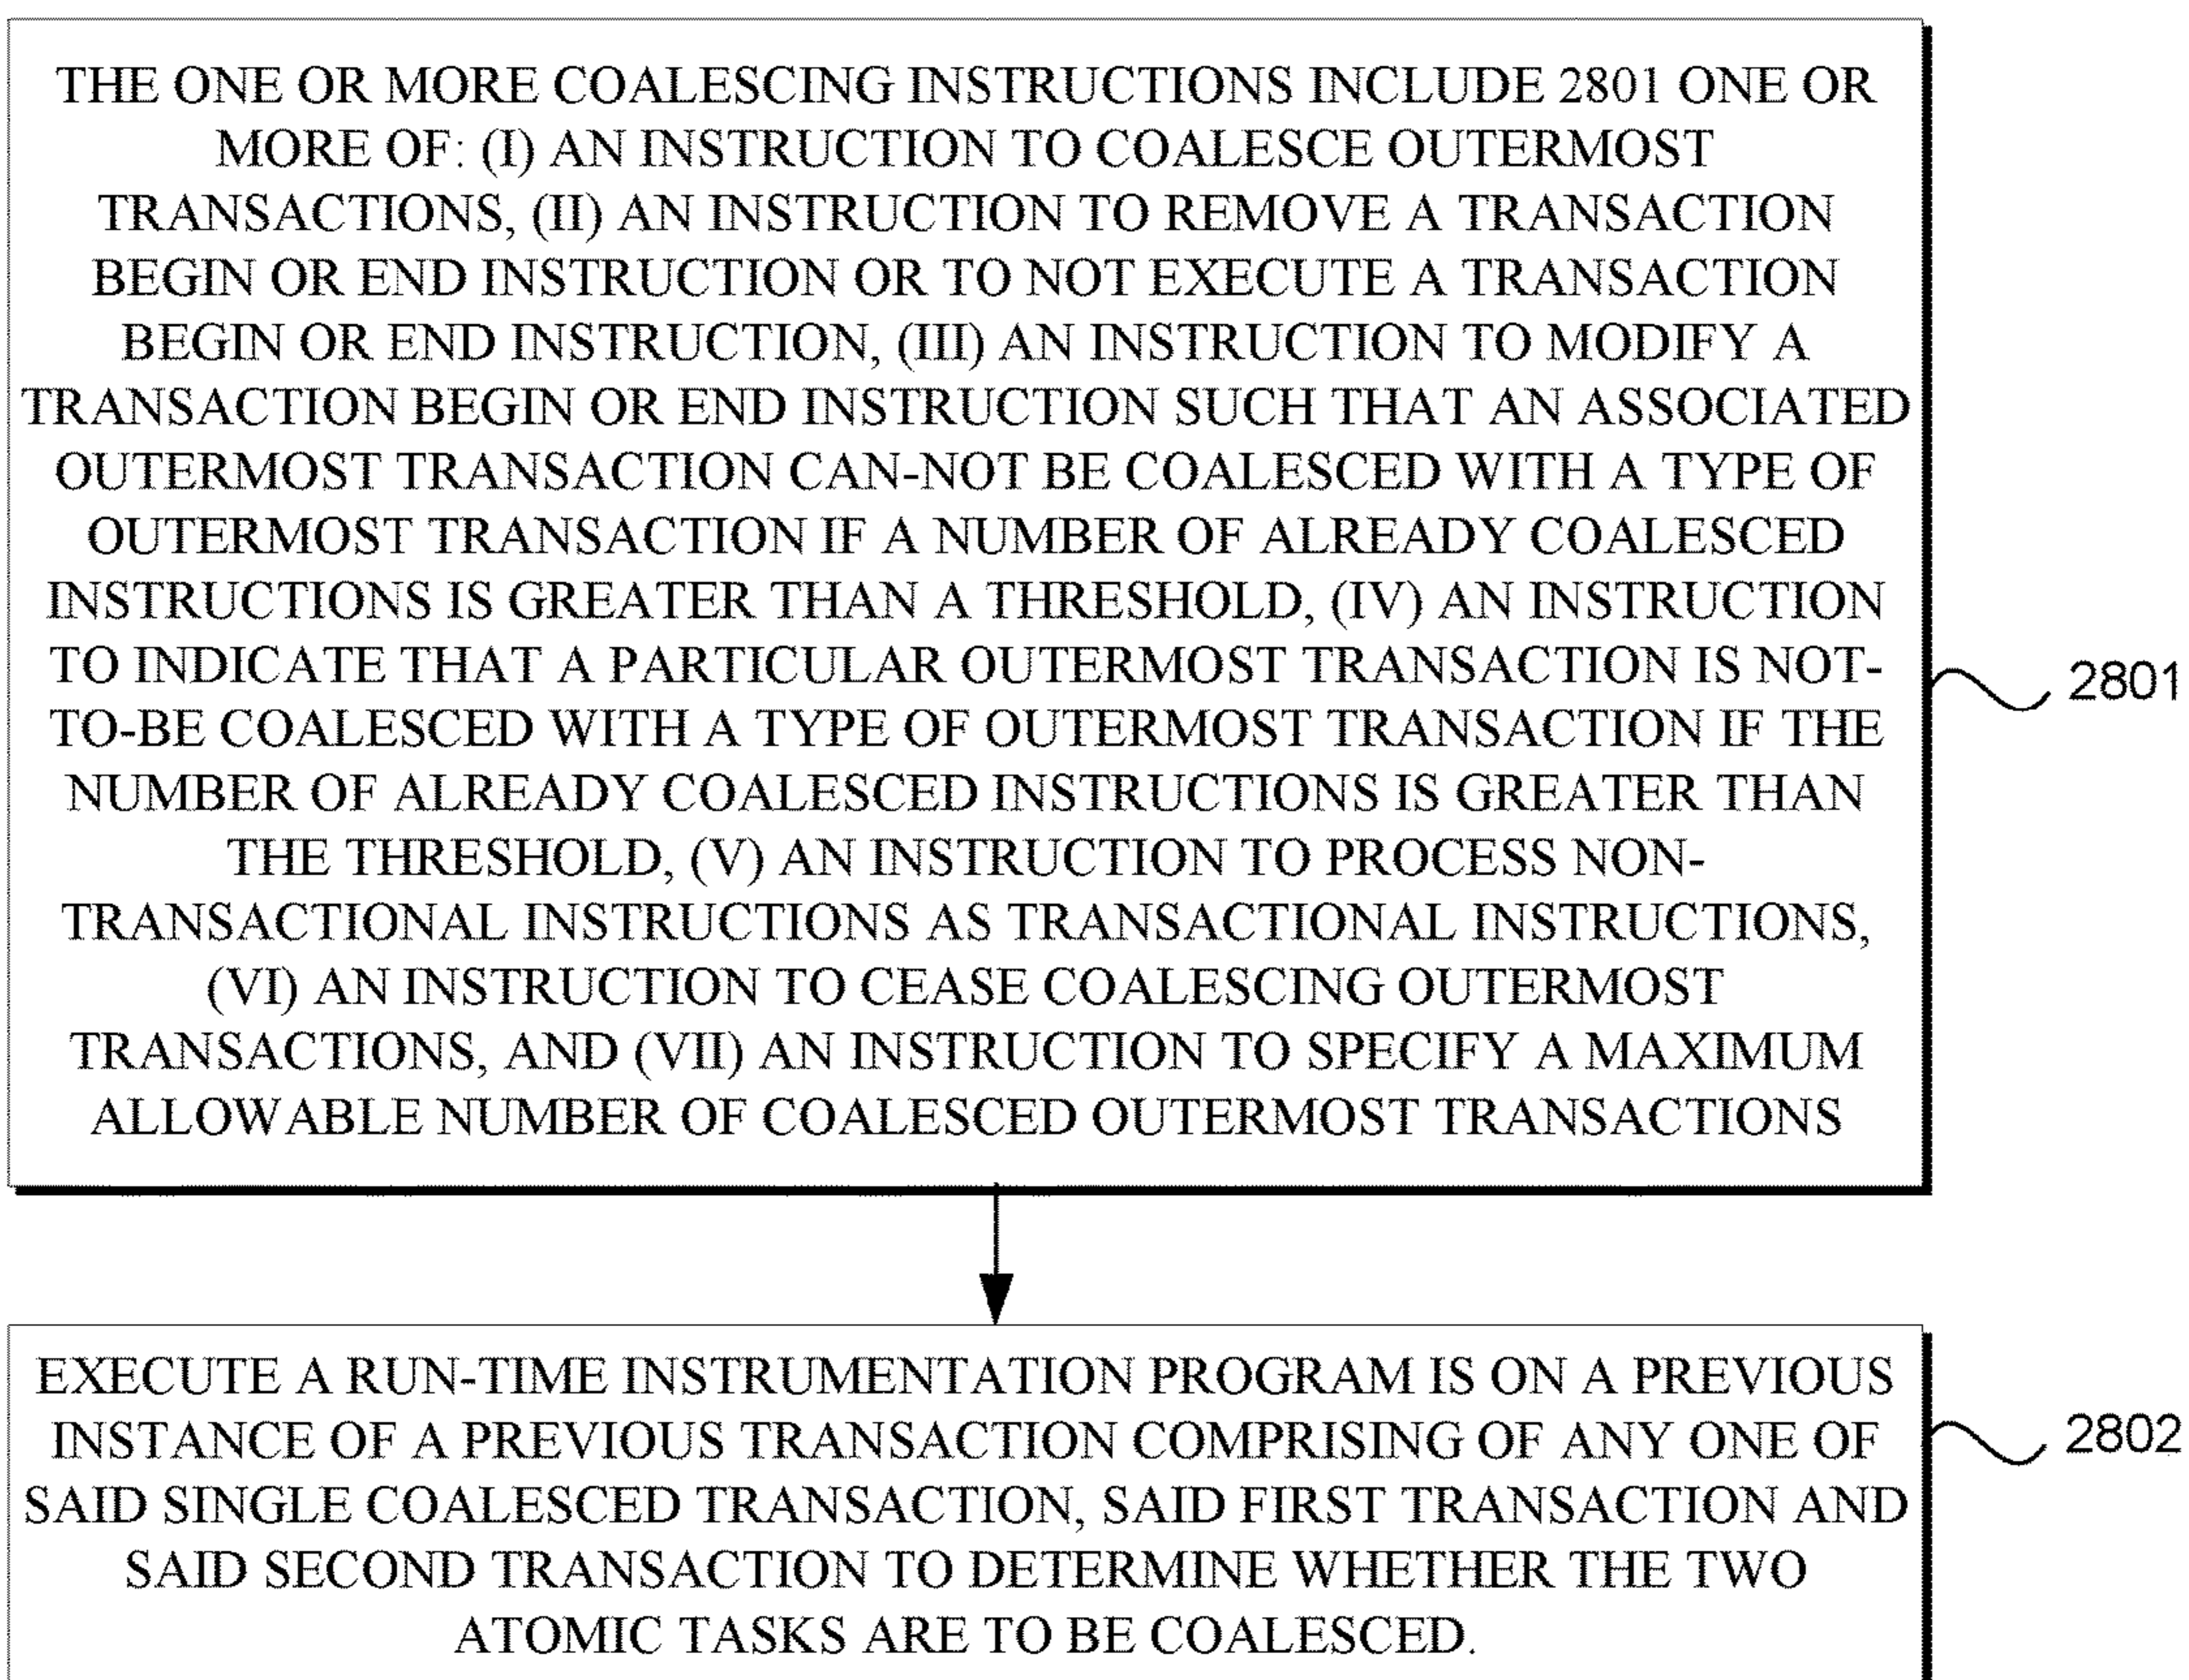 THE ONE OR MORE COALESCING INSTRUCTIONS INCLUDE 2801 ONE OR
MORE OF: (I) AN INSTRUCTION TO COALESCE OUTERMOST
TRANSACTIONS, (II) AN INSTRUCTION TO REMOVE A TRANSACTION
BEGIN OR END INSTRUCTION OR TO NOT EXECUTE A TRANSACTION
BEGIN OR END INSTRUCTION, (III) AN INSTRUCTION TO MODIFY A
TRANSACTION BEGIN OR END INSTRUCTION SUCH THAT AN ASSOCIATED
OUTERMOST TRANSACTION CAN-NOT BE COALESCED WITH A TYPE OF
OUTERMOST TRANSACTION IF A NUMBER OF ALREADY COALESCED
INSTRUCTIONS IS GREATER THAN A THRESHOLD, (IV) AN INSTRUCTION
TO INDICATE THAT A PARTICULAR OUTERMOST TRANSACTION IS NOT-
TO-BE COALESCED WITH A TYPE OF OUTERMOST TRANSACTION IF THE
NUMBER OF ALREADY COALESCED INSTRUCTIONS IS GREATER THAN
THE THRESHOLD, (V) AN INSTRUCTION TO PROCESS NON-
TRANSACTIONAL INSTRUCTIONS AS TRANSACTIONAL INSTRUCTIONS,
(VI) AN INSTRUCTION TO CEASE COALESCING OUTERMOST
TRANSACTIONS, AND (VII) AN INSTRUCTION TO SPECIFY A MAXIMUM
ALLOWABLE NUMBER OF COALESCED OUTERMOST TRANSACTIONS
2801
EXECUTE A RUN-TIME INSTRUMENTATION PROGRAM IS ON A PREVIOUS
INSTANCE OF A PREVIOUS TRANSACTION COMPRISING OF ANY ONE OF
SAID SINGLE COALESCED TRANSACTION, SAID FIRST TRANSACTION AND
SAID SECOND TRANSACTION TO DETERMINE WHETHER THE TWO
ATOMIC TASKS ARE TO BE COALESCED.
2802